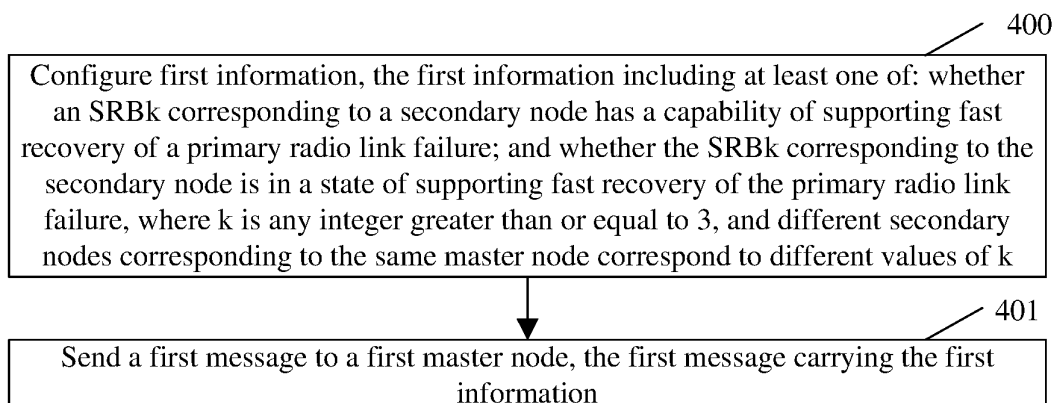 400
Configure first information, the first information including at least one of: whether
an SRBk corresponding to a secondary node has a capability of supporting fast
recovery of a primary radio link failure; and whether the SRBk corresponding to the
secondary node is in a state of supporting fast recovery of the primary radio link
failure, where k is any integer greater than or equal to 3, and different secondary
nodes corresponding to the same master node correspond to different values of k
401
Send a first message to a first master node, the first message carrying the first
information